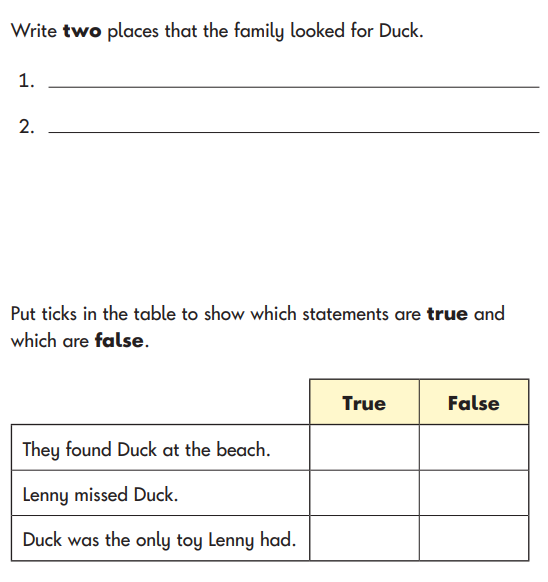 Write two places that the family looked for Duck.
1.
2.
Put ticks in the table to show which statements are true and
which are false.
True False
They found Duck at the beach.
Lenny missed Duck.
Duck was the only toy Lenny had.